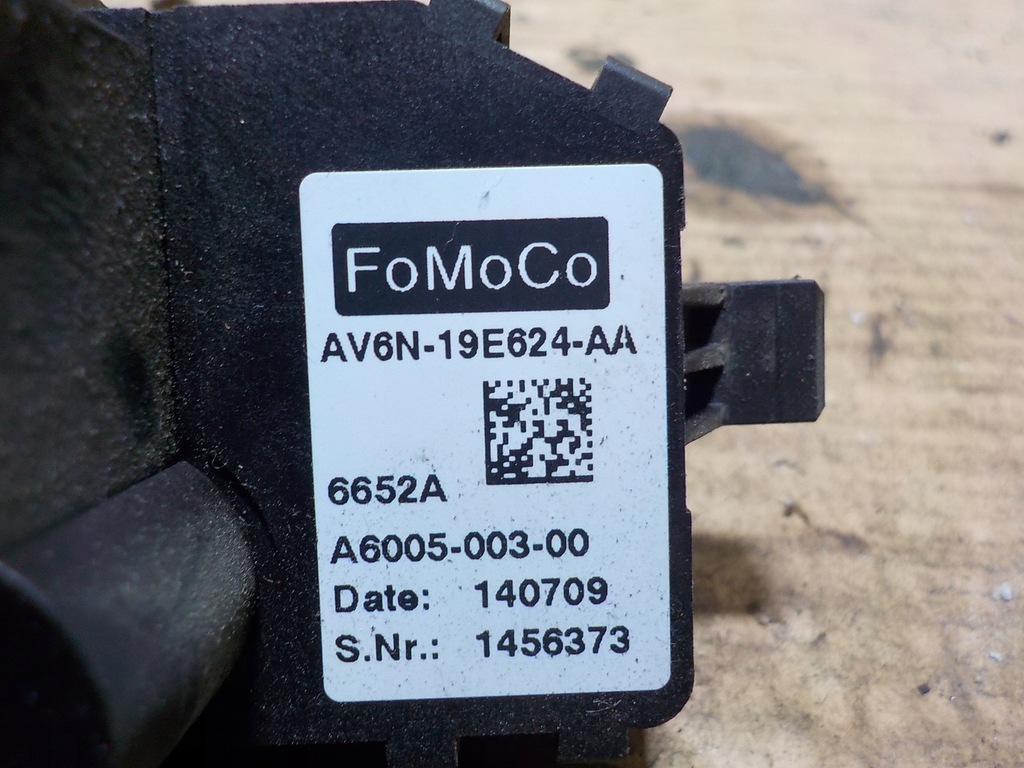 FoMoCo
AV6N-19E624-AA
6652A
A6005-003-00
Date: 140709
S.Nr.: 1456373